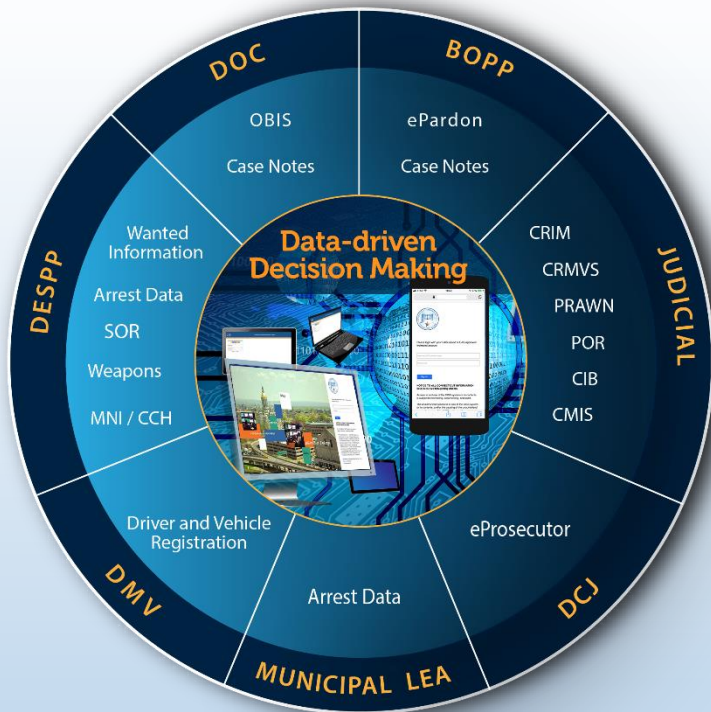 DOC
OBIS
Case Notes
BOPP
ePardon
Case Notes
JUDICIAL
CRIM
CRMVS
PRAWN
POR
CIB
CMIS
DCJ
eProsecutor
MUNICIPAL LEA
Arrest Data
DMV
Driver and Vehicle
Registration
DESPP
Wanted
Information
Arrest Data
SOR
Weapons
MNI / CCH
Data-driven
Decision Making